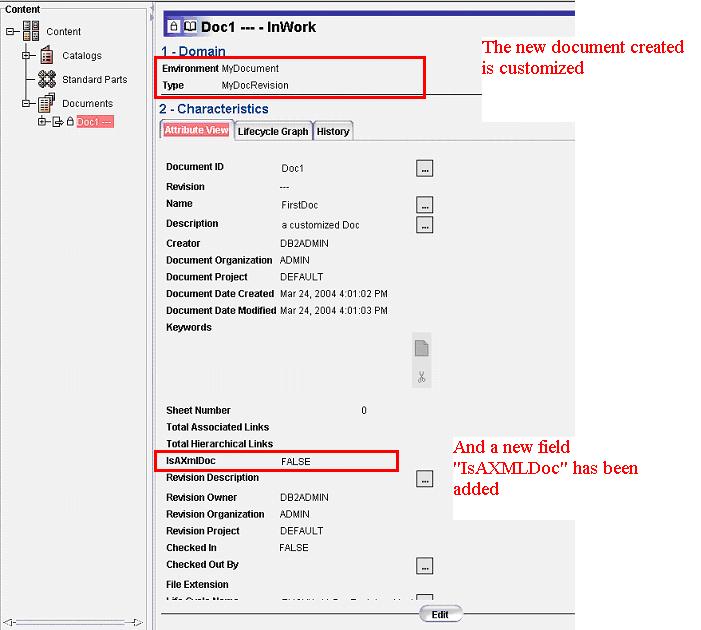 Content
Content
Catalogs
Standard Parts
Documents
Doc1 ---
Doc1 --- - InWork
1 - Domain
Environment MyDocument
Type MyDocRevision
The new document created
is customized
2 - Characteristics
Attribute View Lifecycle Graph History
Document ID Doc1 ...
Revision ---
Name FirstDoc ...
Description a customized Doc ...
Creator DB2ADMIN
Document Organization ADMIN
Document Project DEFAULT
Document Date Created Mar 24, 2004 4:01:02 PM
Document Date Modified Mar 24, 2004 4:01:03 PM
Keywords
Sheet Number 0
Total Associated Links
Total Hierarchical Links
IsAXmlDoc FALSE
And a new field
"IsAXMLDoc" has been
added
Revision Description ...
Revision Owner DB2ADMIN
Revision Organization ADMIN
Revision Project DEFAULT
Checked In FALSE
Checked Out By ...
File Extension
Life Cycle Name
Edit